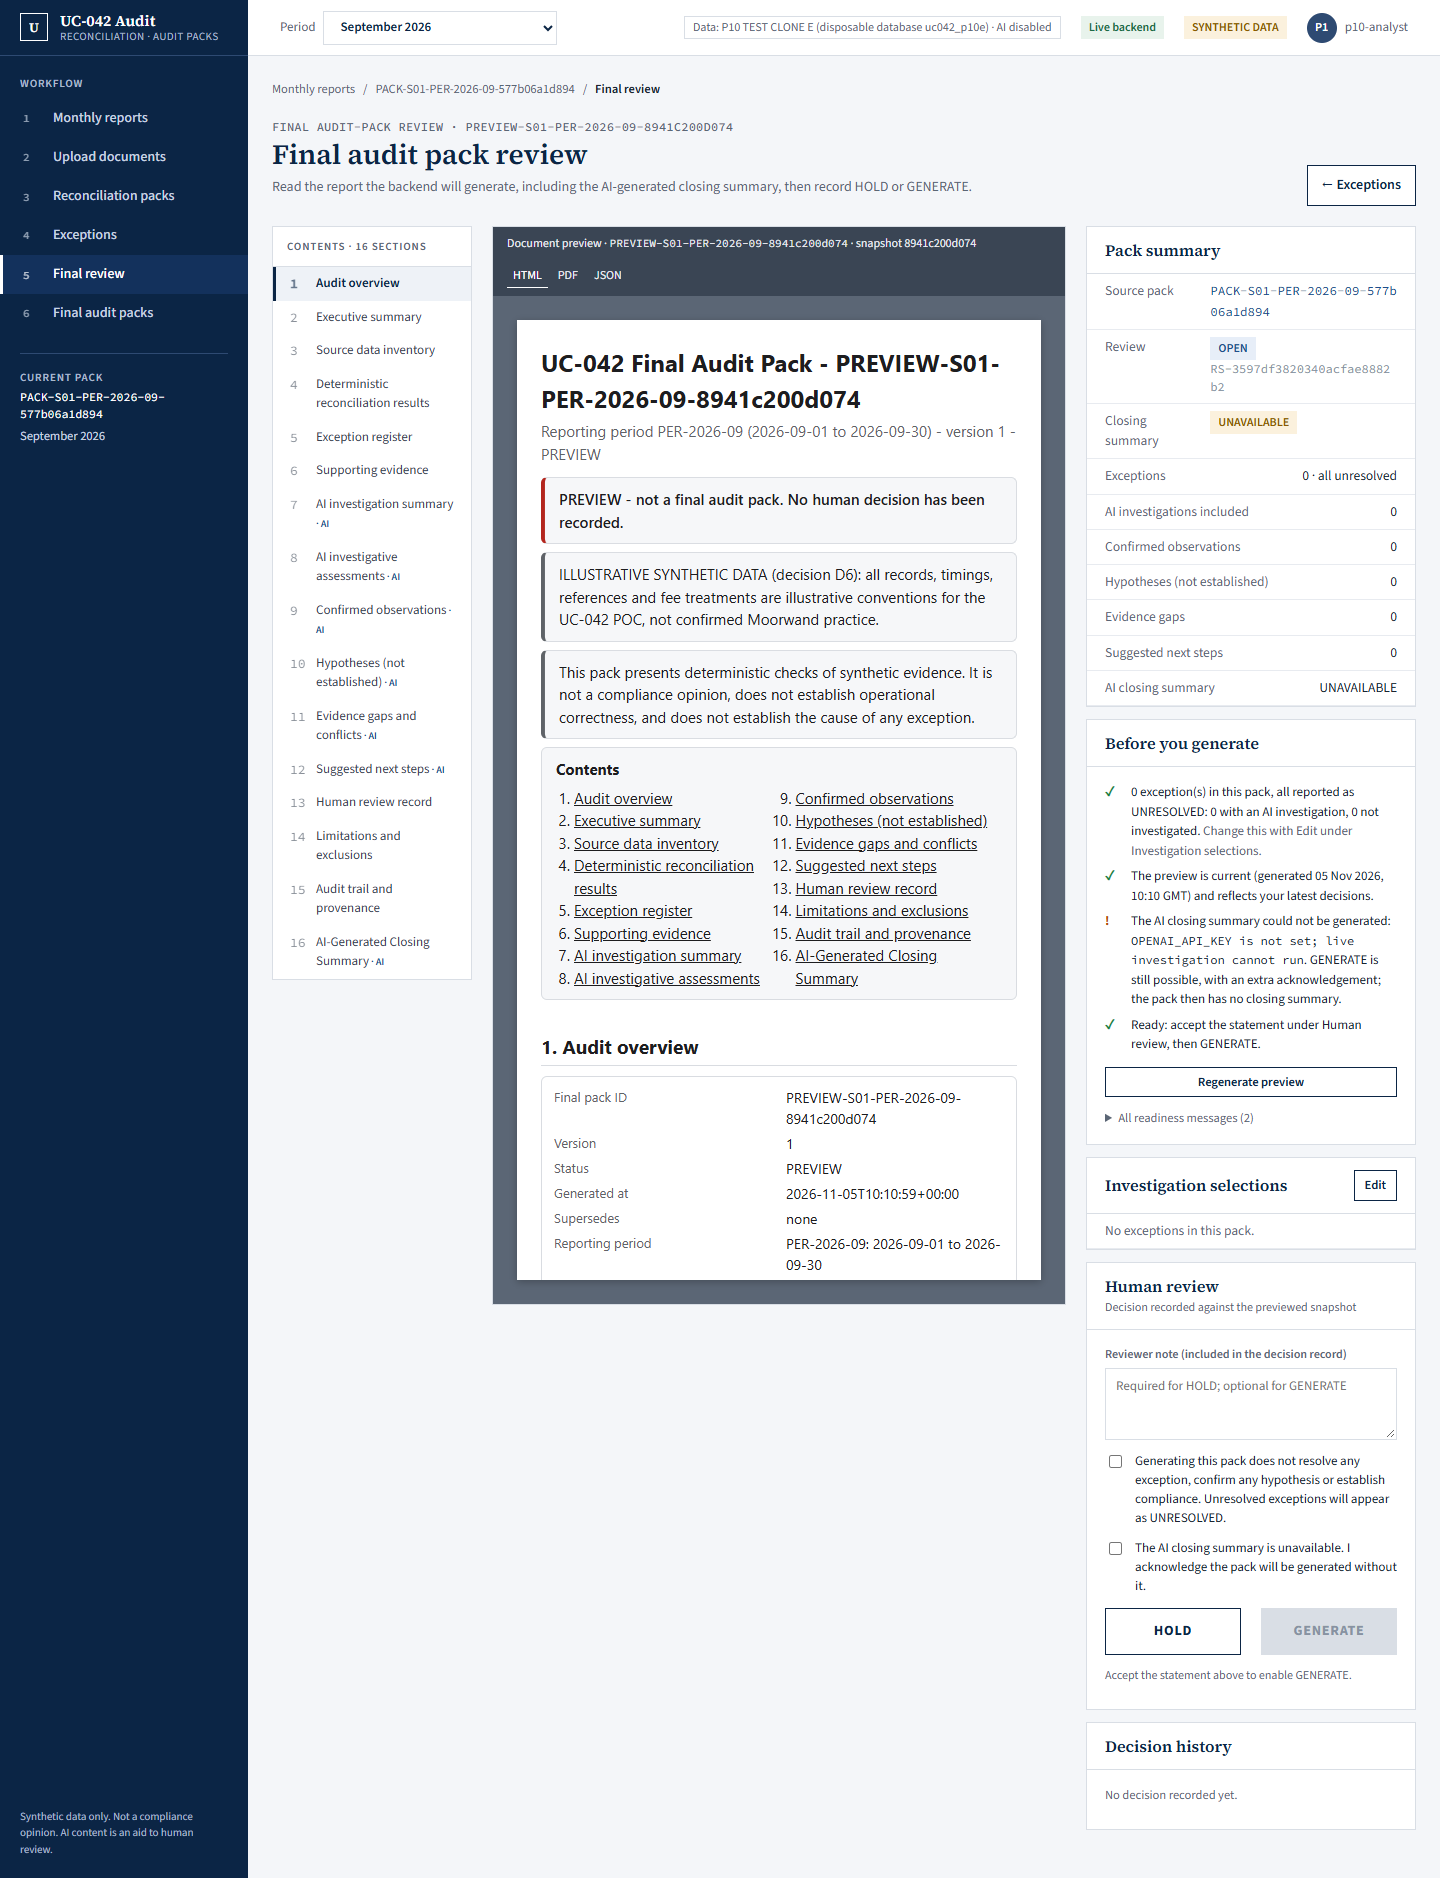 U
UC-042 Audit
RECONCILIATION · AUDIT PACKS
Period
September 2026
Data: P10 TEST CLONE E (disposable database uc042_p10e) · AI disabled
Live backend
SYNTHETIC DATA
P1
p10-analyst
WORKFLOW
1 Monthly reports
2 Upload documents
3 Reconciliation packs
4 Exceptions
5 Final review
6 Final audit packs
CURRENT PACK
PACK-S01-PER-2026-09-
577b06a1d894
September 2026
Synthetic data only. Not a compliance
opinion. AI content is an aid to human
review.
Monthly reports / PACK-S01-PER-2026-09-577b06a1d894 / Final review
FINAL AUDIT-PACK REVIEW · PREVIEW-S01-PER-2026-09-8941C200D074
Final audit pack review
Read the report the backend will generate, including the AI-generated closing summary, then record HOLD or GENERATE.
← Exceptions
CONTENTS · 16 SECTIONS
1 Audit overview
2 Executive summary
3 Source data inventory
4 Deterministic
reconciliation results
5 Exception register
6 Supporting evidence
7 AI investigation summary
· AI
8 AI investigative
assessments · AI
9 Confirmed observations ·
AI
10 Hypotheses (not
established) · AI
11 Evidence gaps and
conflicts · AI
12 Suggested next steps · AI
13 Human review record
14 Limitations and
exclusions
15 Audit trail and
provenance
16 AI-Generated Closing
Summary · AI
Document preview · PREVIEW-S01-PER-2026-09-8941c200d074 · snapshot 8941c200d074
HTML PDF JSON
UC-042 Final Audit Pack - PREVIEW-S01-
PER-2026-09-8941c200d074
Reporting period PER-2026-09 (2026-09-01 to 2026-09-30) - version 1 -
PREVIEW
PREVIEW - not a final audit pack. No human decision has been
recorded.
ILLUSTRATIVE SYNTHETIC DATA (decision D6): all records, timings,
references and fee treatments are illustrative conventions for the
UC-042 POC, not confirmed Moorwand practice.
This pack presents deterministic checks of synthetic evidence. It is
not a compliance opinion, does not establish operational
correctness, and does not establish the cause of any exception.
Contents
1. Audit overview
2. Executive summary
3. Source data inventory
4. Deterministic reconciliation
results
5. Exception register
6. Supporting evidence
7. AI investigation summary
8. AI investigative assessments
9. Confirmed observations
10. Hypotheses (not established)
11. Evidence gaps and conflicts
12. Suggested next steps
13. Human review record
14. Limitations and exclusions
15. Audit trail and provenance
16. AI-Generated Closing
Summary
1. Audit overview
Final pack ID PREVIEW-S01-PER-2026-09-
8941c200d074
Version 1
Status PREVIEW
Generated at 2026-11-05T10:10:59+00:00
Supersedes none
Reporting period PER-2026-09: 2026-09-01 to 2026-
09-30
Pack summary
Source pack PACK-S01-PER-2026-09-577b
06a1d894
Review OPEN
RS-3597df3820340acfae8882
b2
Closing UNAVAILABLE
summary
Exceptions 0 · all unresolved
AI investigations included 0
Confirmed observations 0
Hypotheses (not established) 0
Evidence gaps 0
Suggested next steps 0
AI closing summary UNAVAILABLE
Before you generate
✓ 0 exception(s) in this pack, all reported as
UNRESOLVED: 0 with an AI investigation, 0 not
investigated. Change this with Edit under
Investigation selections.
✓ The preview is current (generated 05 Nov 2026,
10:10 GMT) and reflects your latest decisions.
! The AI closing summary could not be generated:
OPENAI_API_KEY is not set; live
investigation cannot run. GENERATE is
still possible, with an extra acknowledgement;
the pack then has no closing summary.
✓ Ready: accept the statement under Human
review, then GENERATE.
Regenerate preview
▶ All readiness messages (2)
Investigation selections
Edit
No exceptions in this pack.
Human review
Decision recorded against the previewed snapshot
Reviewer note (included in the decision record)
Required for HOLD; optional for GENERATE
Generating this pack does not resolve any
exception, confirm any hypothesis or establish
compliance. Unresolved exceptions will appear
as UNRESOLVED.
The AI closing summary is unavailable. I
acknowledge the pack will be generated without
it.
HOLD
GENERATE
Accept the statement above to enable GENERATE.
Decision history
No decision recorded yet.